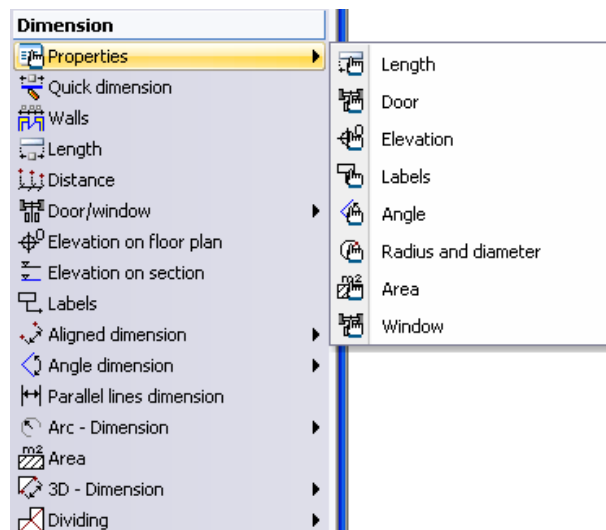 Dimension
Properties
Quick dimension
Walls
Length
Distance
Door/window
Elevation on floor plan
Elevation on section
Labels
Aligned dimension
Angle dimension
Parallel lines dimension
Arc - Dimension
m2
Area
3D - Dimension
Dividing
Length
Door
Elevation
Labels
Angle
Radius and diameter
m2
Area
Window